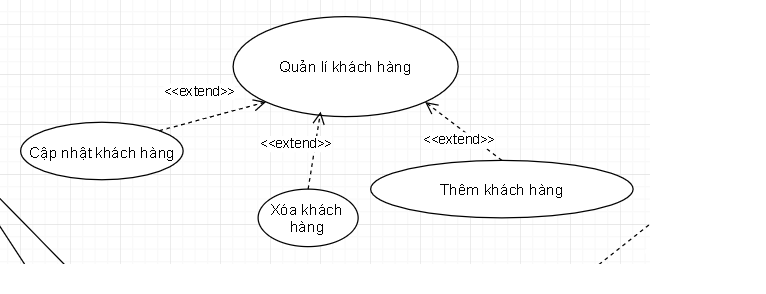 Quản lí khách hàng
<<extend>>
Cập nhật khách hàng
<<extend>>
<<extend>>
Xóa khách
hàng
Thêm khách hàng